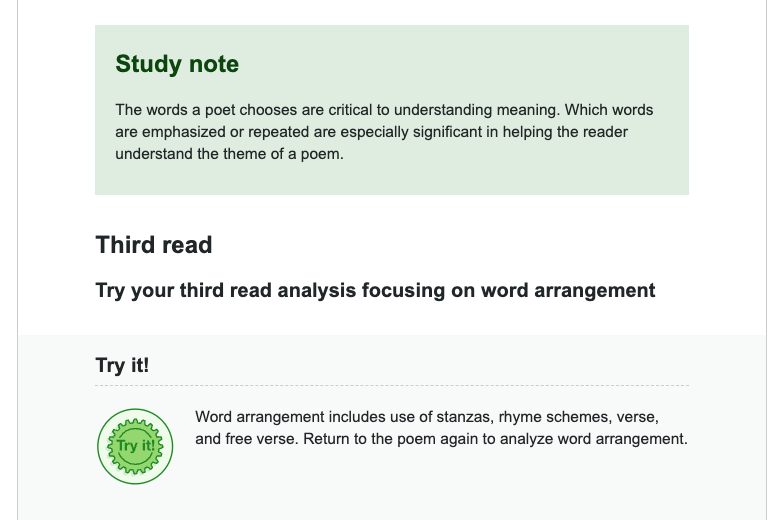 Study note
The words a poet chooses are critical to understanding meaning. Which words
are emphasized or repeated are especially significant in helping the reader
understand the theme of a poem.
Third read
Try your third read analysis focusing on word arrangement
Try it!
Try it!
Word arrangement includes use of stanzas, rhyme schemes, verse,
and free verse. Return to the poem again to analyze word arrangement.